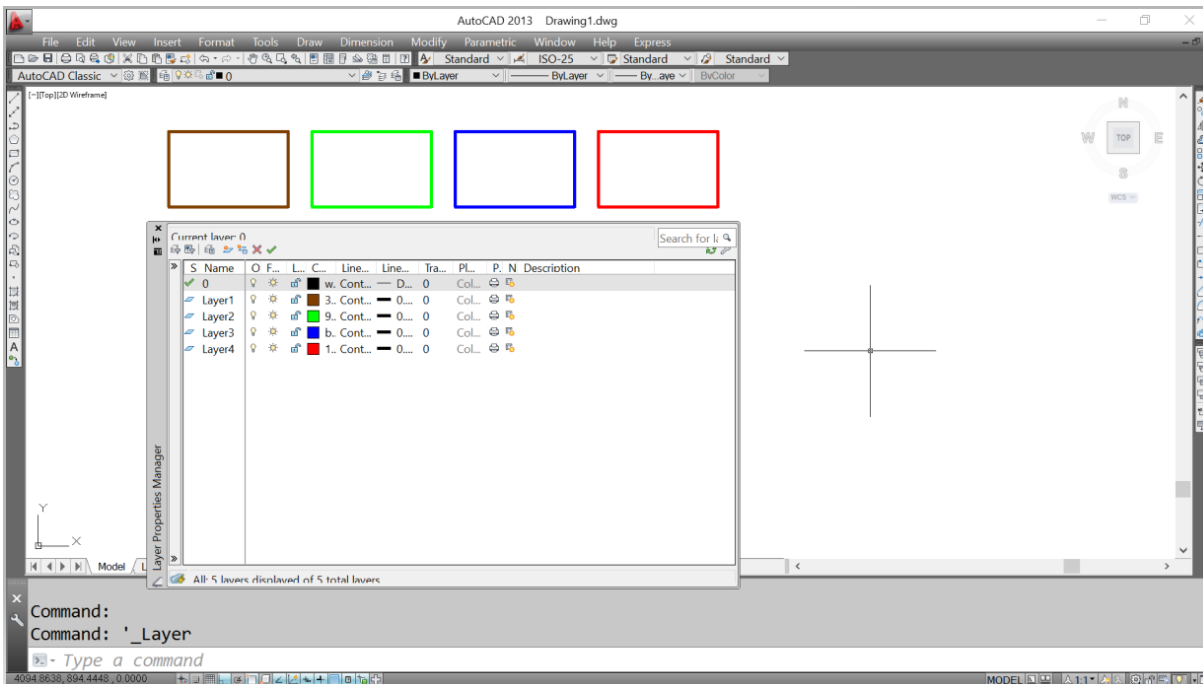 AutoCAD 2013 Drawing1.dwg
File Edit View Insert Format Tools Draw Dimension Modify Parametric Window Help Express
Standard ISO-25 Standard Standard
AutoCAD Classic 0 ByLayer ByLayer By...aye ByColor
[-][Top][2D Wireframe]
N
W TOP E
S
WCS
Current layer: 0
Search for la
S Name O F... L... C... Line... Line... Tra... Pl... P. N Description
0 w. Cont... D... 0 Col...
Layer1 3.. Cont... 0.... 0 Col...
Layer2 9.. Cont... 0.... 0 Col...
Layer3 b.. Cont... 0.... 0 Col...
Layer4 1.. Cont... 0.... 0 Col...
Layer Properties Manager
All: 5 layers displayed of 5 total layers
Y
X
Model L
Command:
Command: '_Layer
Type a command
4094.8638, 894.4448, 0.0000 MODEL 1:1